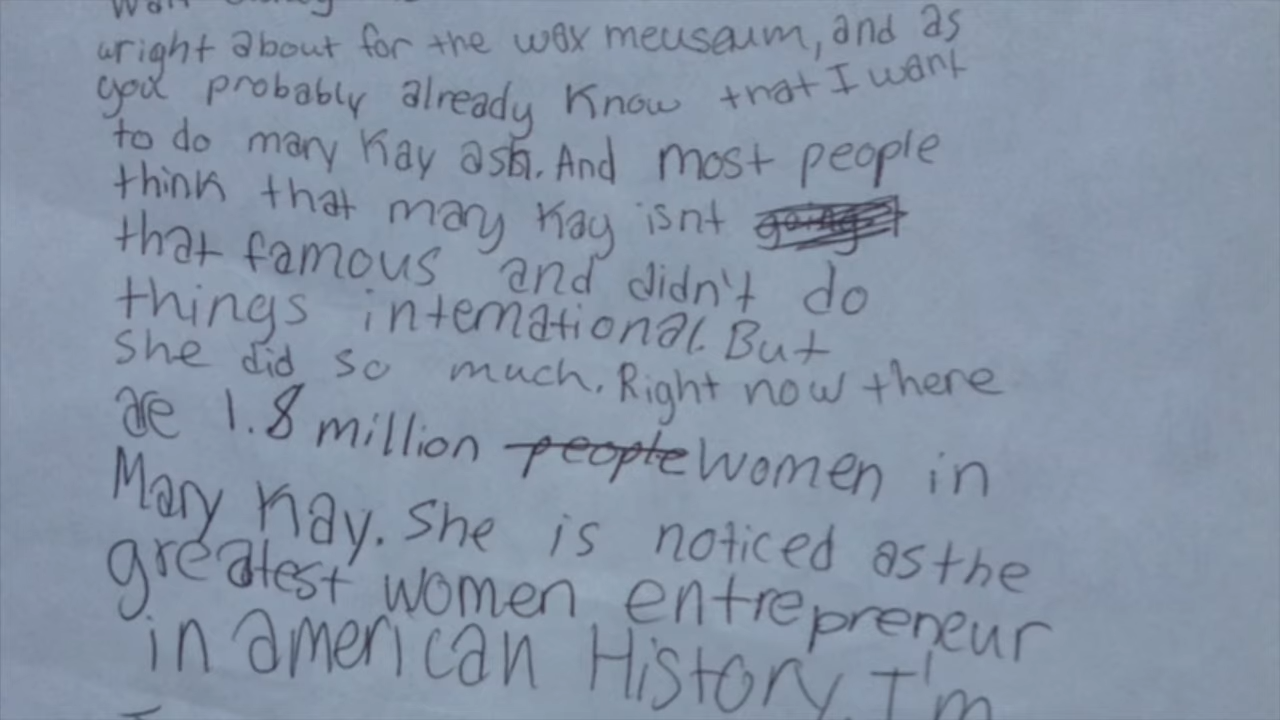 wright about for the wax meusaum, and as
you probably already know that I want
to do mary Kay ash. And most people
think that mary Kay isnt
that famous and didn't do
things international. But
she did so much. Right now there
are 1.8 million people women in
Mary Kay. She is noticed as the
greatest women entrepreneur
in american History. I'm